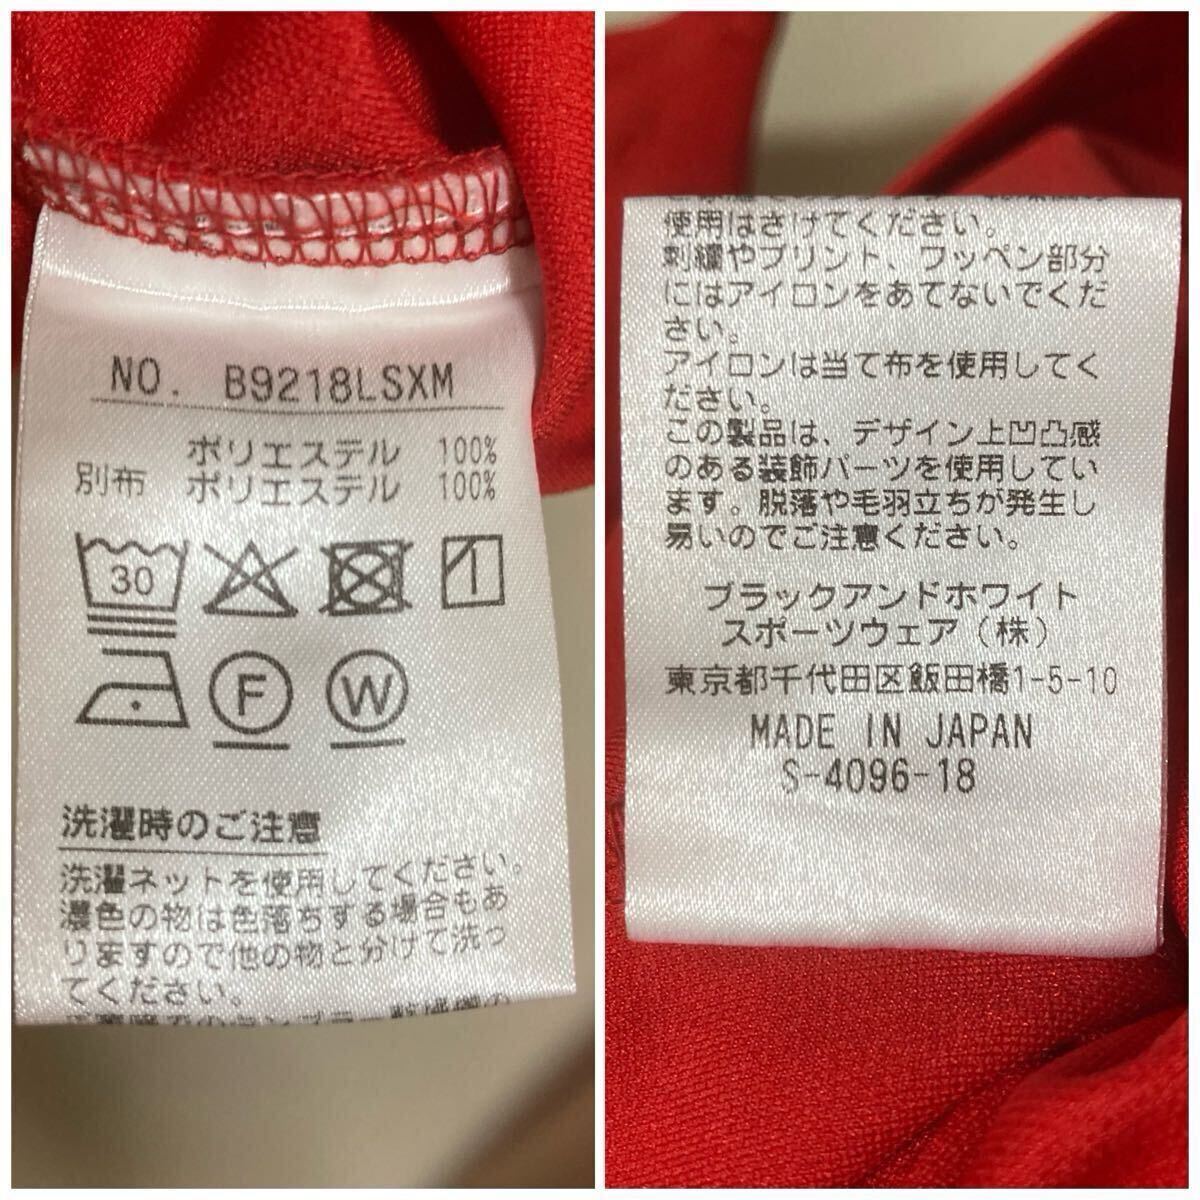 NO. B9218LSXM
ポリエステル 100%
別布 ポリエステル 100%
30
F
W
洗濯時のご注意
洗濯ネットを使用してください。
濃色の物は色落ちする場合もあ
りますので他の物と分けて洗っ
てください。
使用はさけてください。
刺繍やプリント、ワッペン部分
にはアイロンをあてないでくだ
さい。
アイロンは当て布を使用してく
ださい。
この製品は、デザイン上凹凸感
のある装飾パーツを使用してい
ます。脱落や毛羽立ちが発生し
易いのでご注意ください。
ブラックアンドホワイト
スポーツウェア(株)
東京都千代田区飯田橋1-5-10
MADE IN JAPAN
S-4096-18